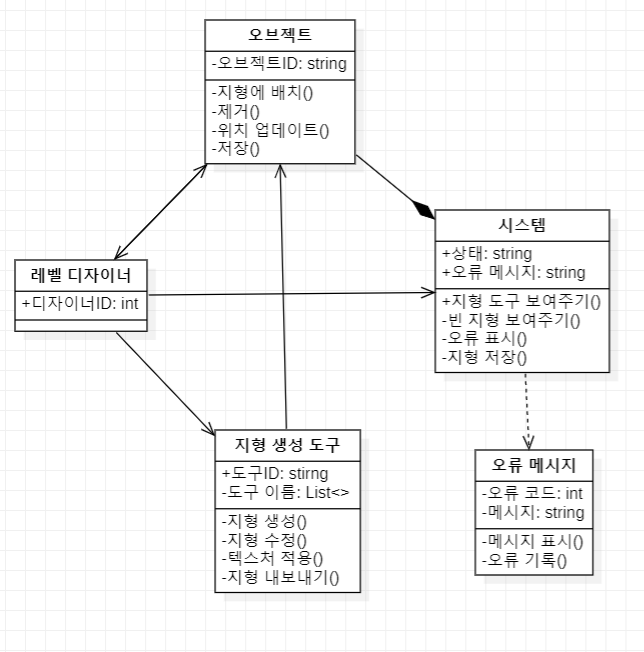 오브젝트
-오브젝트ID: string
-지형에 배치()
-제거()
-위치 업데이트()
-저장()
시스템
+상태: string
+오류 메시지: string
+지형 도구 보여주기()
-빈 지형 보여주기()
-오류 표시()
-지형 저장()
레벨 디자이너
+디자이너ID: int
지형 생성 도구
+도구ID: stirng
-도구 이름: List<>
-지형 생성()
-지형 수정()
-텍스처 적용()
-지형 내보내기()
오류 메시지
-오류 코드: int
-메시지: string
-메시지 표시()
-오류 기록()